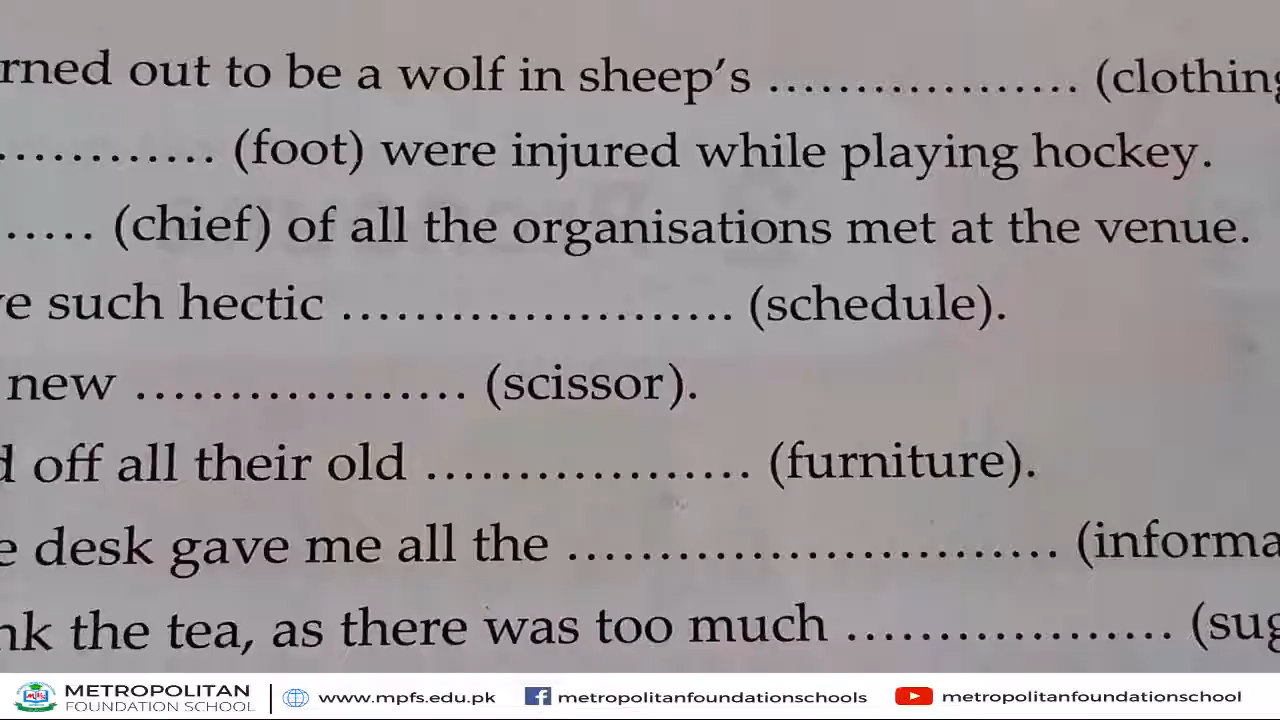 rned out to be a wolf in sheep's .................. (clothing
............ (foot) were injured while playing hockey.
..... (chief) of all the organisations met at the venue.
e such hectic ...................... (schedule).
new .................. (scissor).
d off all their old .................. (furniture).
e desk gave me all the ........................... (informa
nk the tea, as there was too much .................. (sug
METROPOLITAN
FOUNDATION SCHOOL
www.mpfs.edu.pk
metropolitanfoundationschools
metropolitanfoundationschool